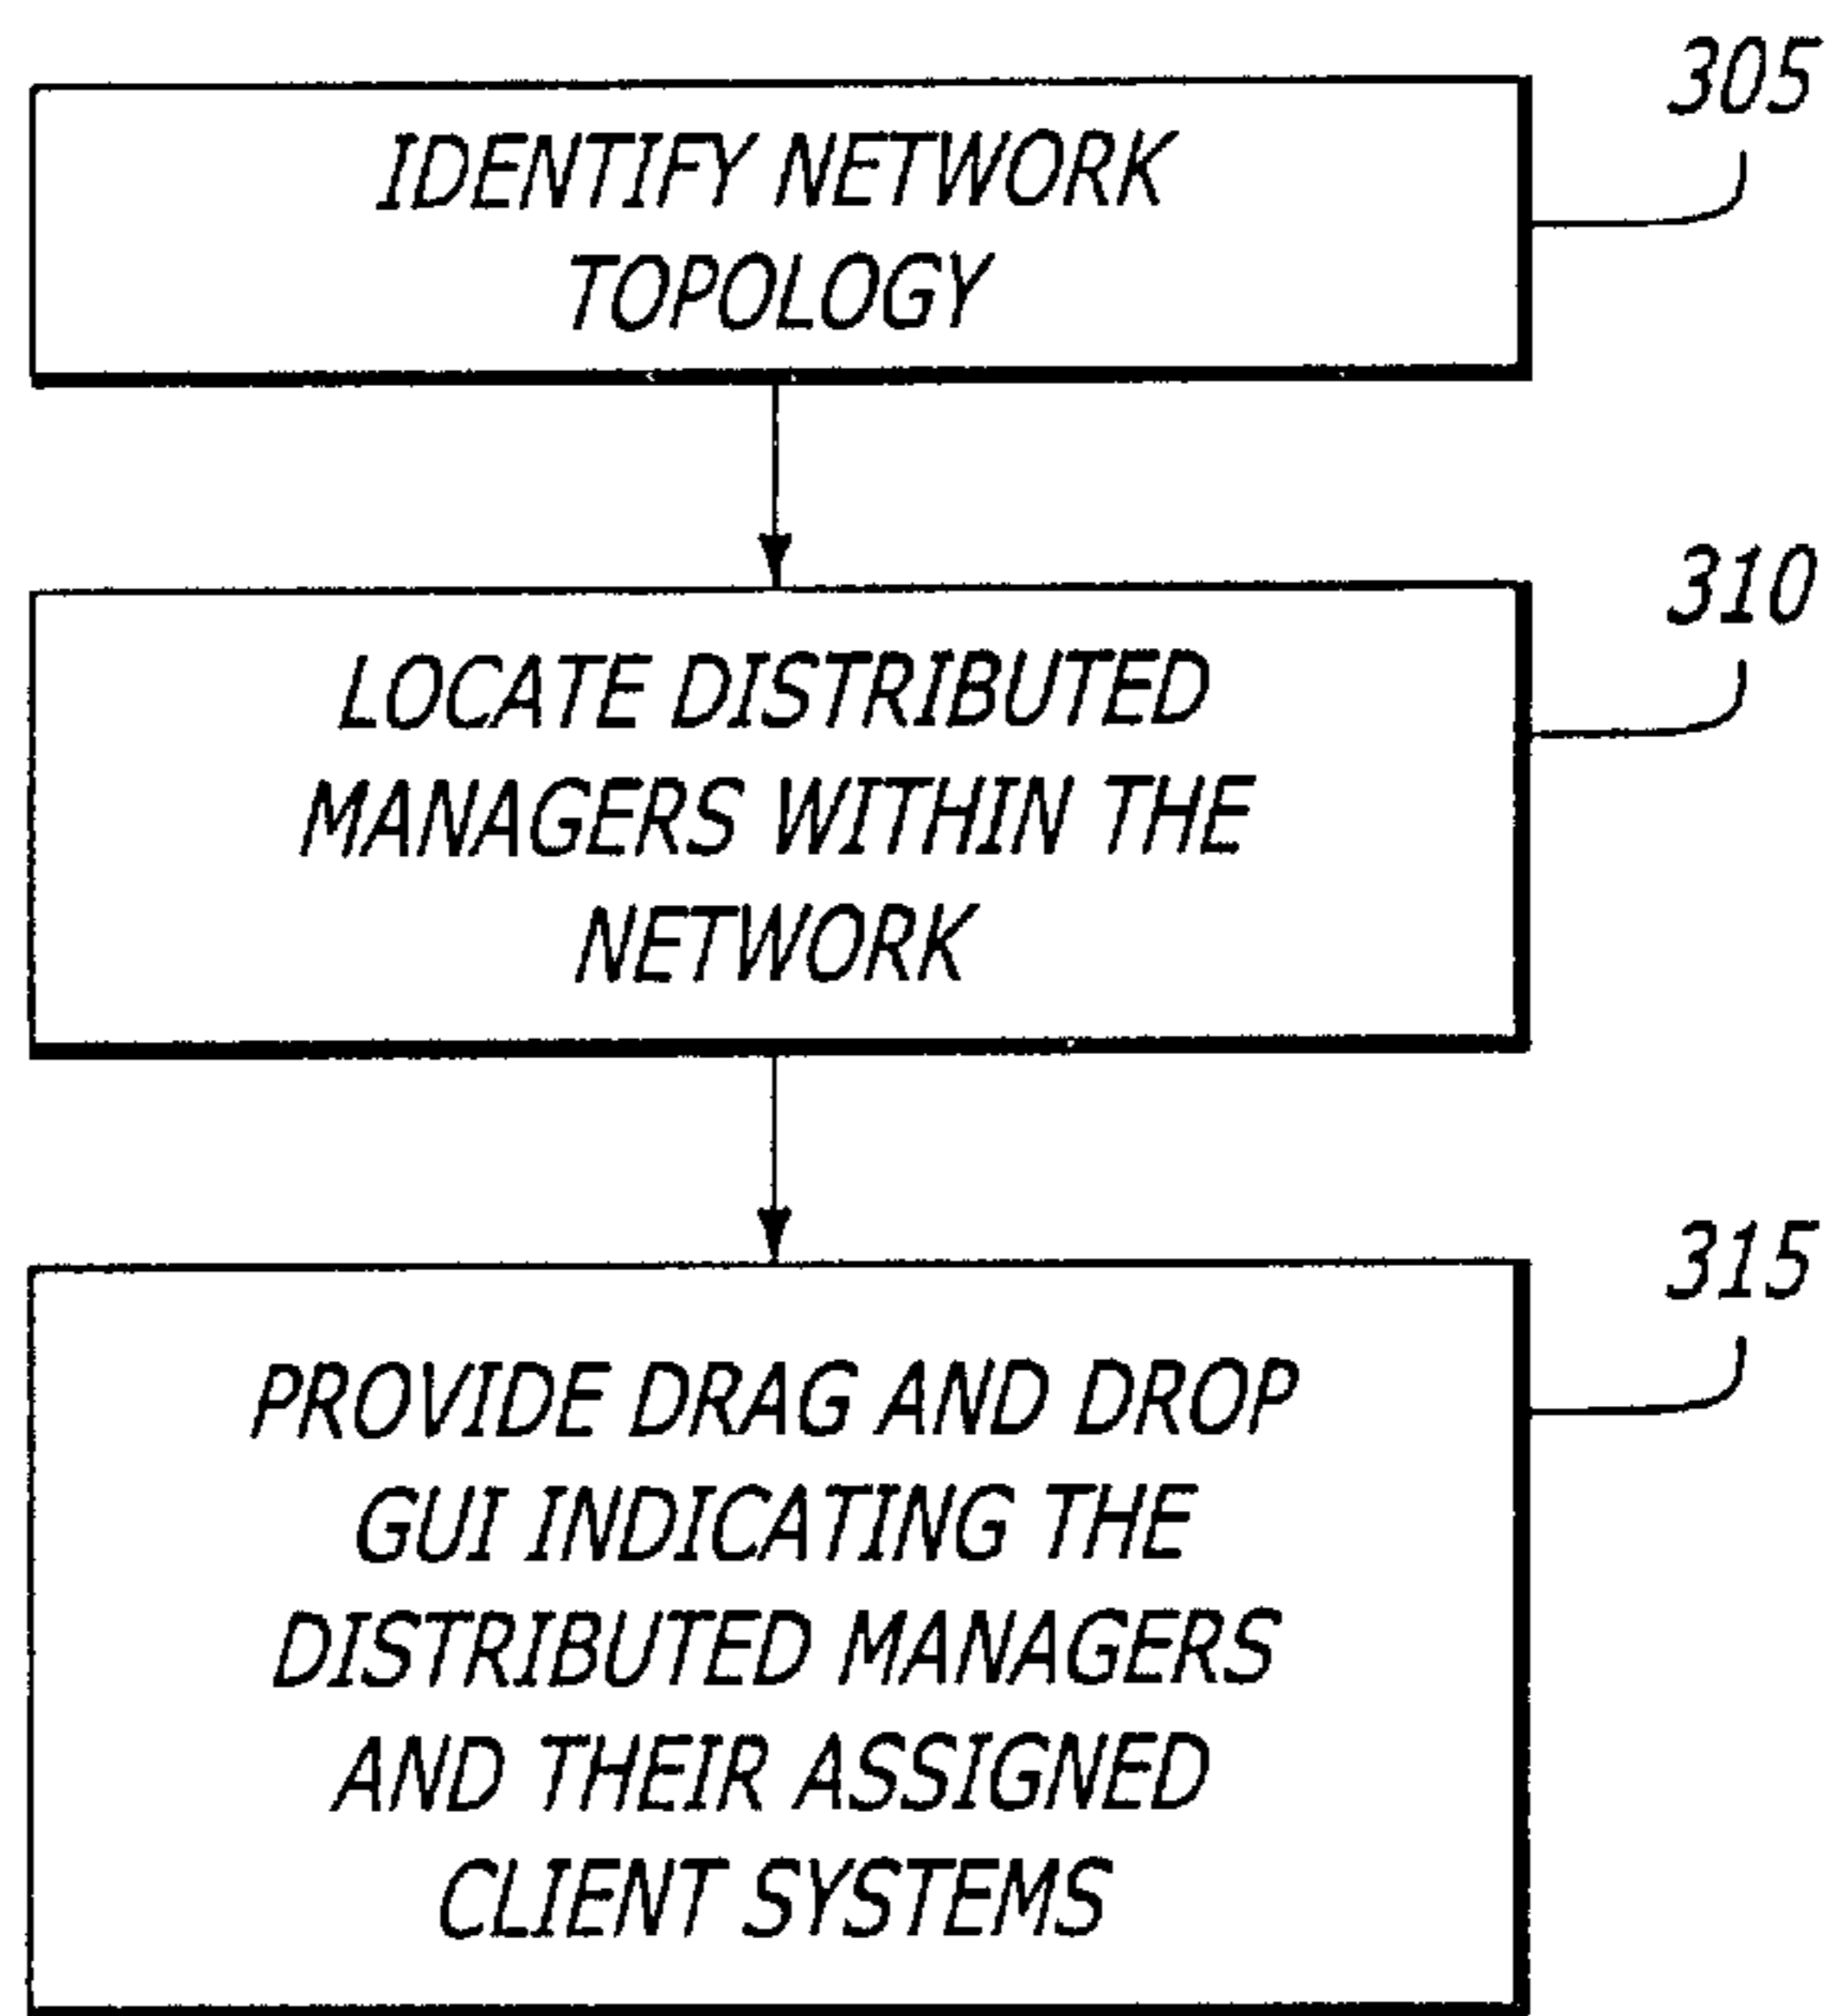 305
IDENTIFY NETWORK
TOPOLOGY
310
LOCATE DISTRIBUTED
MANAGERS WITHIN THE
NETWORK
315
PROVIDE DRAG AND DROP
GUI INDICATING THE
DISTRIBUTED MANAGERS
AND THEIR ASSIGNED
CLIENT SYSTEMS